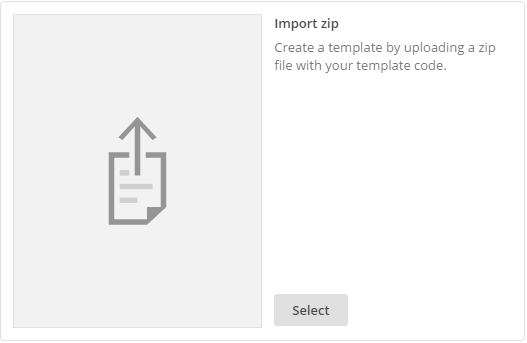 Import zip
Create a template by uploading a zip
file with your template code.
Select